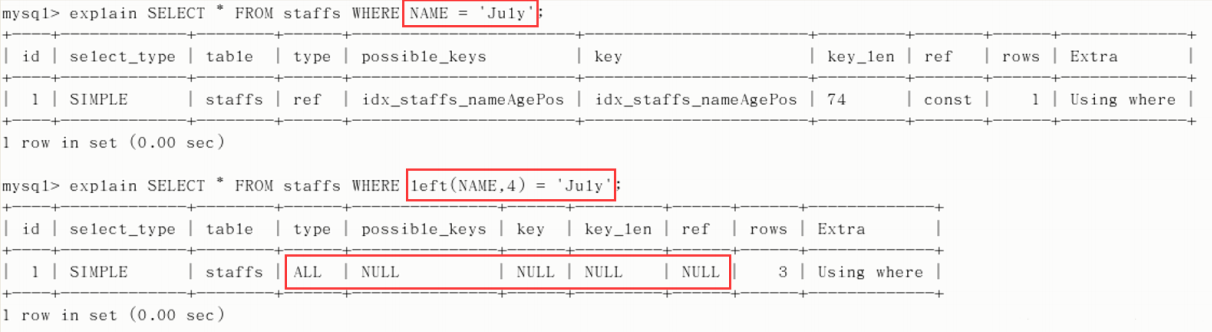 mysql> explain SELECT * FROM staffs WHERE NAME = 'July';
+----+-------------+--------+------+---------------------+---------------------+---------+-------+------+-------------+
| id | select_type | table | type | possible_keys | key | key_len | ref | rows | Extra |
+----+-------------+--------+------+---------------------+---------------------+---------+-------+------+-------------+
| 1 | SIMPLE | staffs | ref | idx_staffs_nameAgePos | idx_staffs_nameAgePos | 74 | const | 1 | Using where |
+----+-------------+--------+------+---------------------+---------------------+---------+-------+------+-------------+
1 row in set (0.00 sec)
mysql> explain SELECT * FROM staffs WHERE left(NAME,4) = 'July';
+----+-------------+--------+------+---------------+------+---------+------+------+-------------+
| id | select_type | table | type | possible_keys | key | key_len | ref | rows | Extra |
+----+-------------+--------+------+---------------+------+---------+------+------+-------------+
| 1 | SIMPLE | staffs | ALL | NULL | NULL | NULL | NULL | 3 | Using where |
+----+-------------+--------+------+---------------+------+---------+------+------+-------------+
1 row in set (0.00 sec)